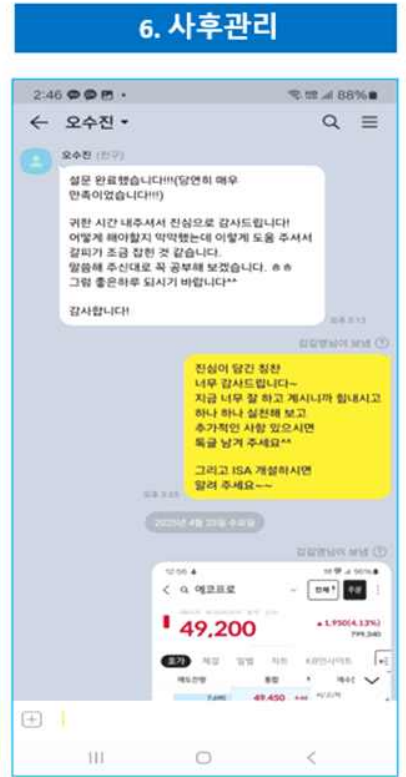 6. 사후관리
2:46
88%
오수진
오수진 (친구)
설문 완료했습니다!!!(당연히 매우
만족이었습니다!!!)
귀한 시간 내주셔서 진심으로 감사드립니다!
어떻게 해야할지 막막했는데 이렇게 도움 주셔서
갈피가 조금 잡힌 것 같습니다.
말씀해 주신대로 꼭 공부해 보겠습니다. ㅎㅎ
그럼 좋은하루 되시기 바랍니다^^
감사합니다!
진심이 담긴 칭찬
너무 감사드립니다~
지금 너무 잘 하고 계시니까 힘내시고
하나 하나 실천해 보고
추가적인 사항 있으시면
톡글 남겨 주세요^^
그리고 ISA 개설하시면
알려 주세요~~
에코프로
49,200
1,950(4.13%)
호가 체결 일별 차트
통합
49,450